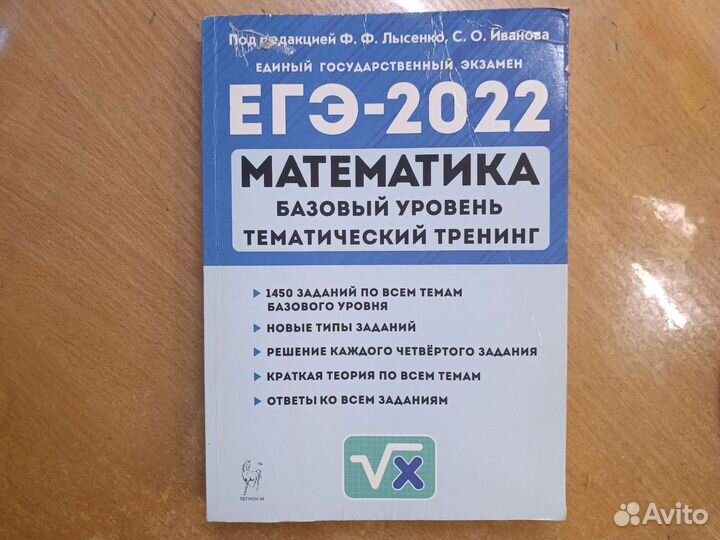 Под редакцией Ф. Ф. Лысенко, С. О. Иванова
ЕДИНЫЙ ГОСУДАРСТВЕННЫЙ ЭКЗАМЕН
ЕГЭ-2022
МАТЕМАТИКА
БАЗОВЫЙ УРОВЕНЬ
ТЕМАТИЧЕСКИЙ ТРЕНИНГ
1450 ЗАДАНИЙ ПО ВСЕМ ТЕМАМ
БАЗОВОГО УРОВНЯ
НОВЫЕ ТИПЫ ЗАДАНИЙ
РЕШЕНИЕ КАЖДОГО ЧЕТВЁРТОГО ЗАДАНИЯ
КРАТКАЯ ТЕОРИЯ ПО ВСЕМ ТЕМАМ
ОТВЕТЫ КО ВСЕМ ЗАДАНИЯМ
√x
TM
ЛЕГИОН-М
Avito